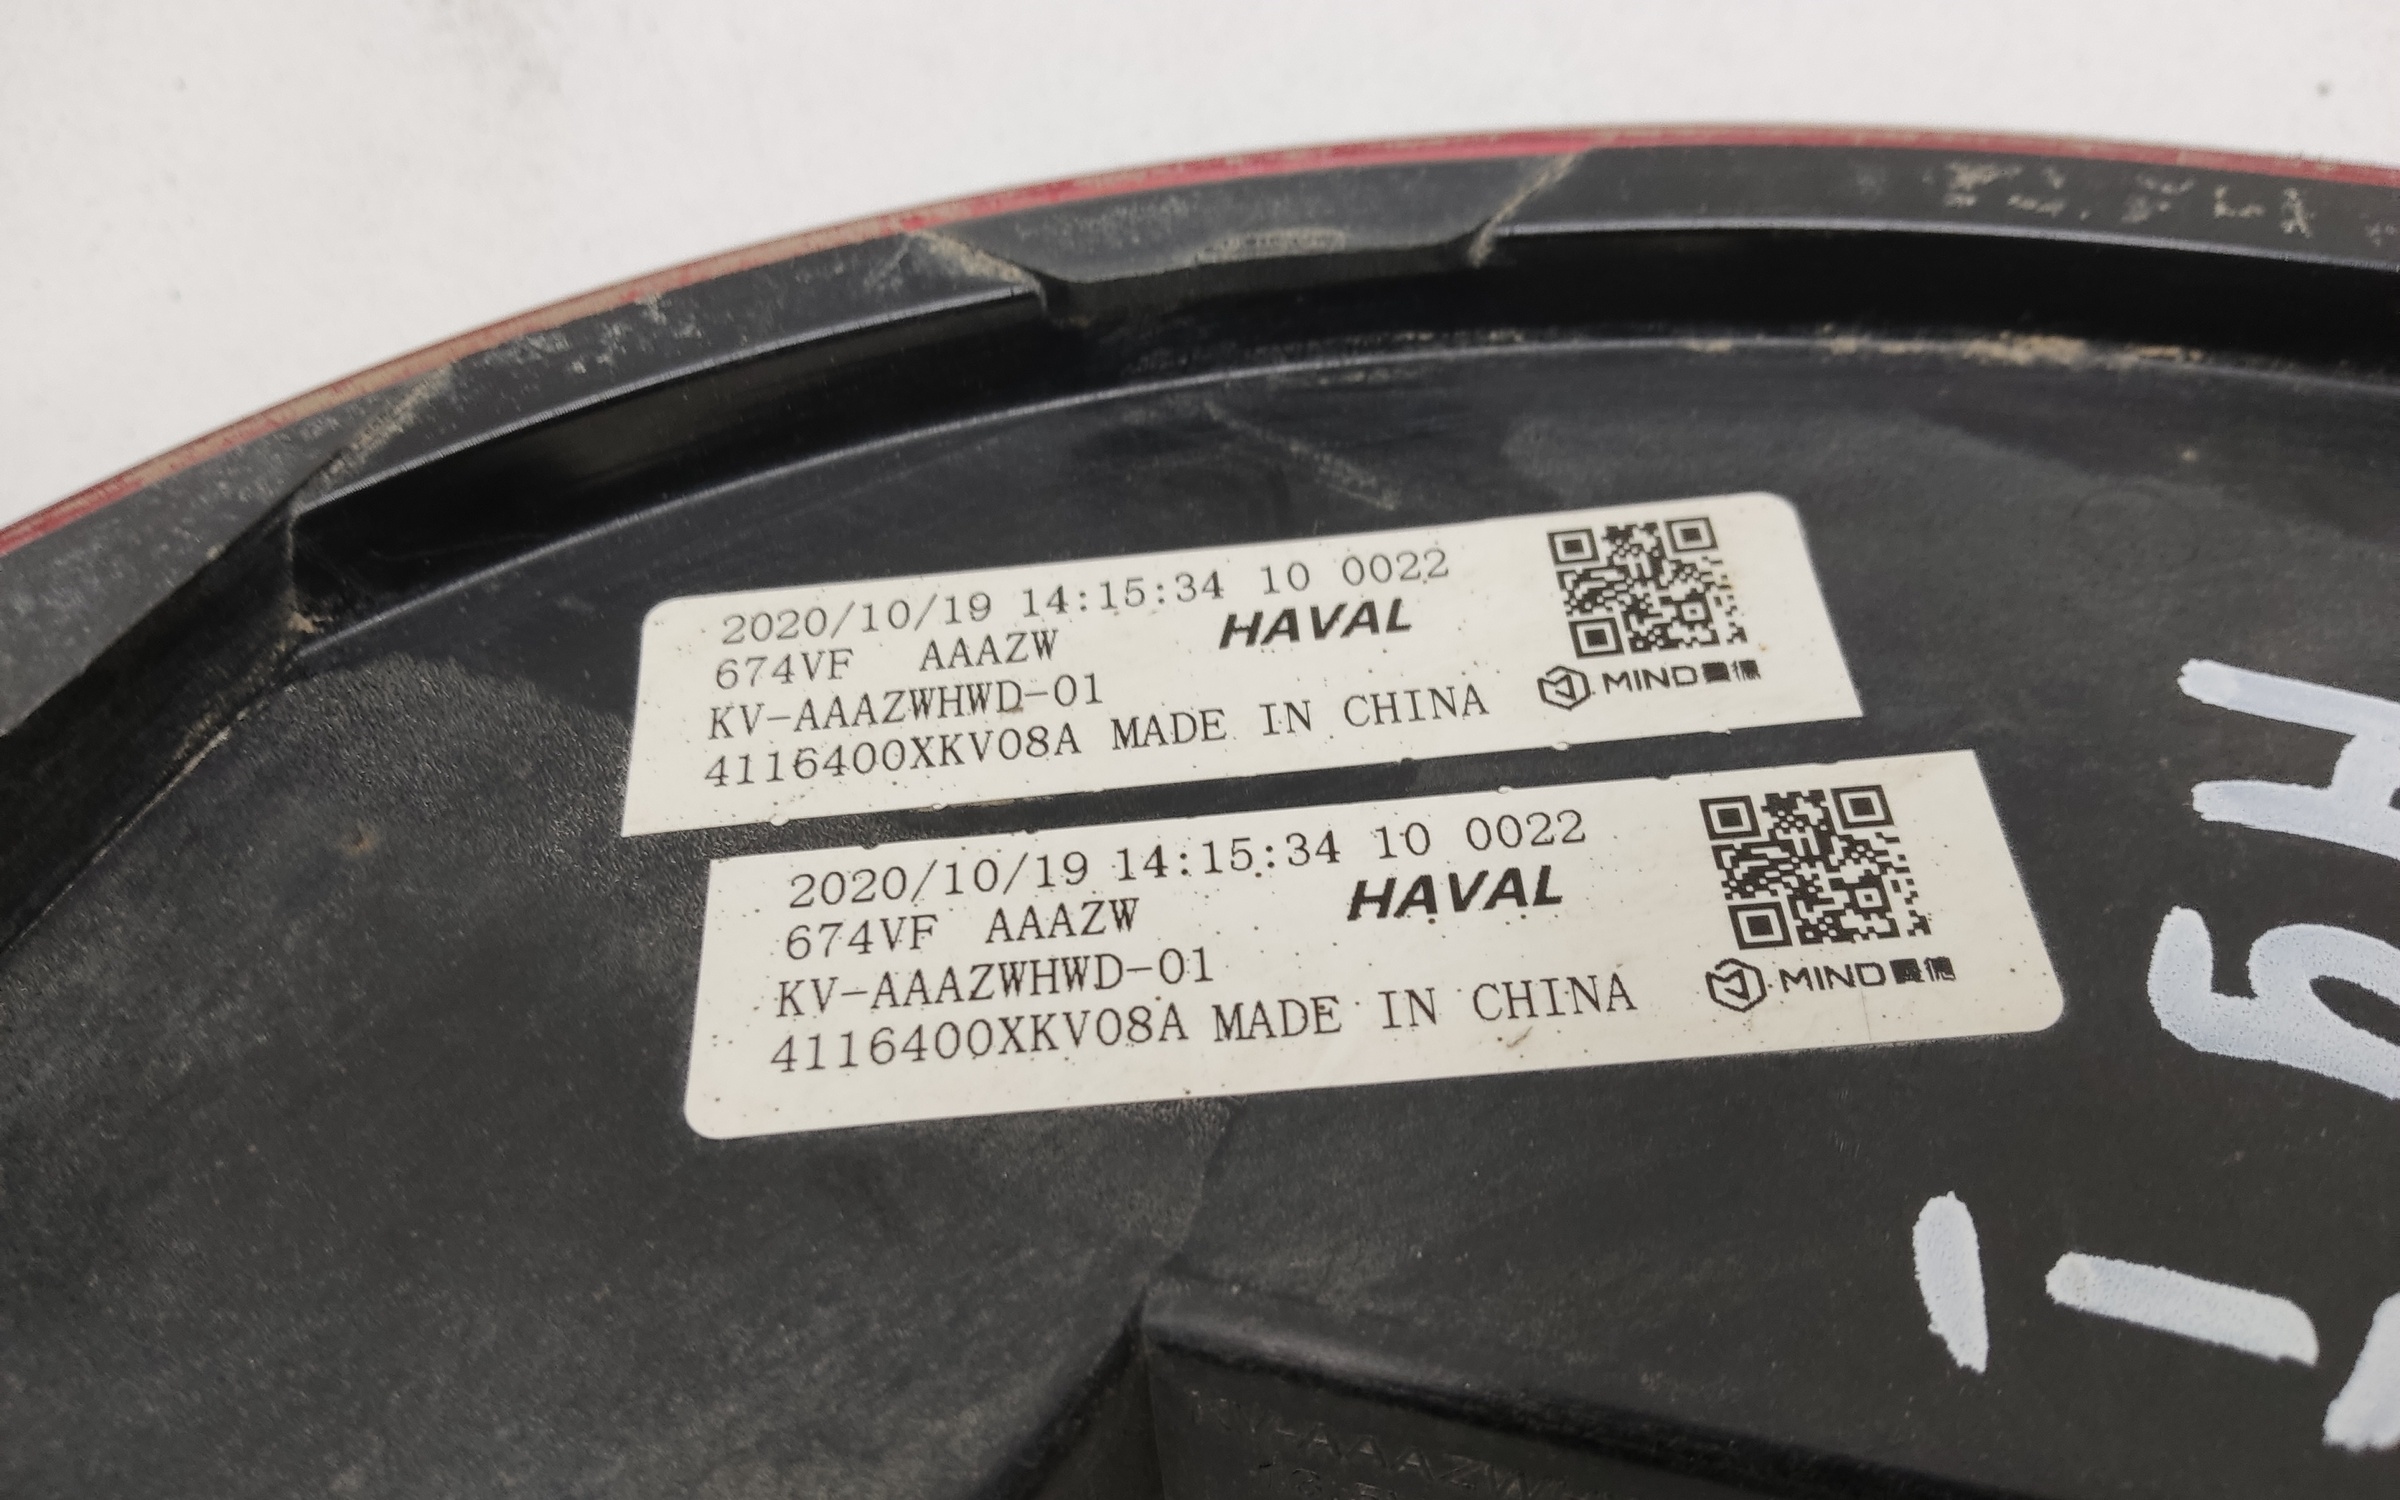 2020/10/19 14:15:34 10 0022
674VF AAAZW HAVAL
KV-AAAZWHWD-01
4116400XKV08A MADE IN CHINA
MIND
2020/10/19 14:15:34 10 0022
674VF AAAZW HAVAL
KV-AAAZWHWD-01
4116400XKV08A MADE IN CHINA
MIND